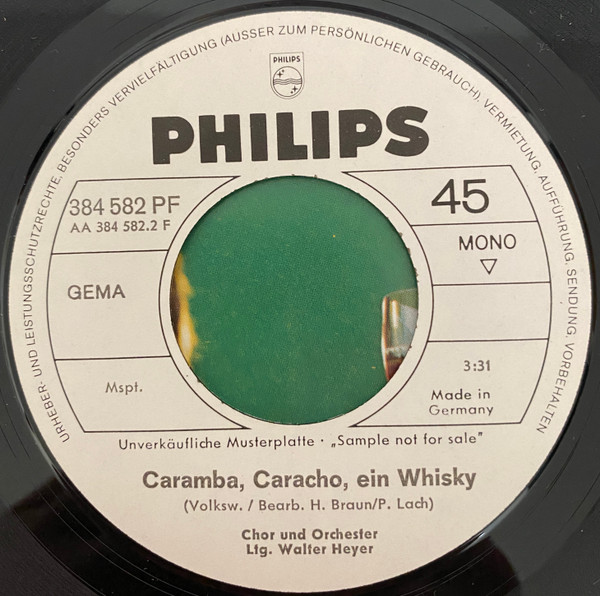 URHEBER- UND LEISTUNGSSCHUTZRECHTE, BESONDERS VERVIELFÄLTIGUNG (AUSSER ZUM PERSÖNLICHEN GEBRAUCH), VERMIETUNG, AUFFÜHRUNG, SENDUNG, VORBEHALTEN
PHILIPS
PHILIPS
384 582 PF
AA 384 582.2 F
45
MONO
GEMA
3:31
Mspt.
Made in
Germany
Unverkäufliche Musterplatte · „Sample not for sale"
Caramba, Caracho, ein Whisky
(Volksw. / Bearb. H. Braun/P. Lach)
Chor und Orchester
Ltg. Walter Heyer